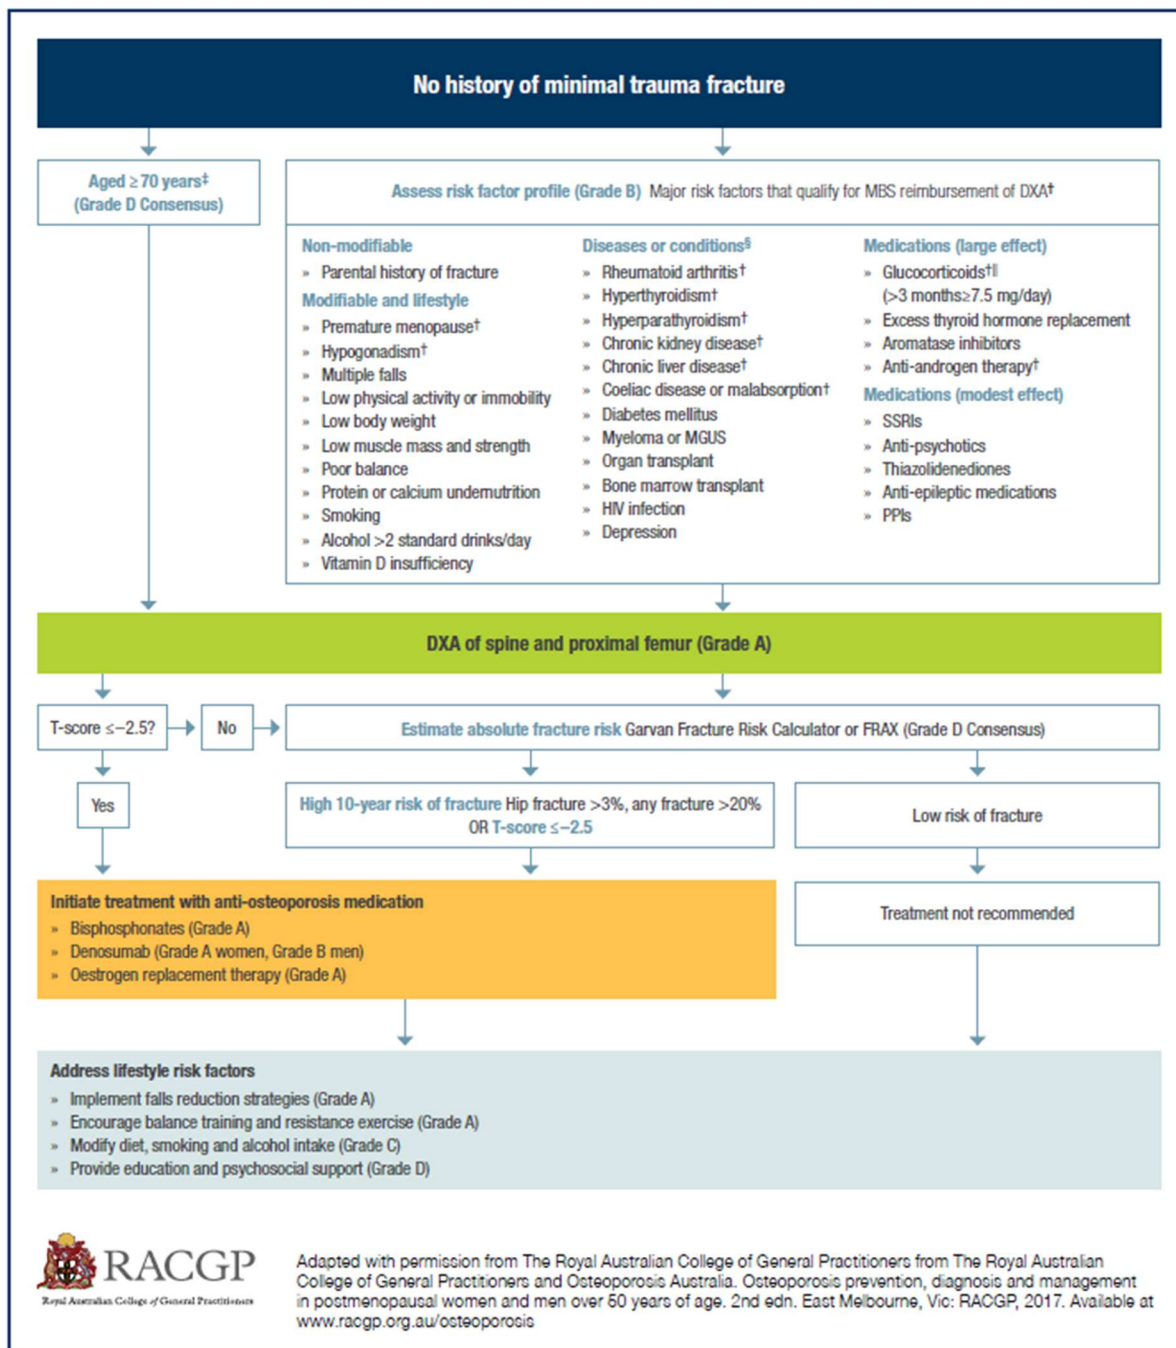 No history of minimal trauma fracture
Aged ≥70 years‡
(Grade D Consensus)
Assess risk factor profile (Grade B) Major risk factors that qualify for MBS reimbursement of DXA†
Non-modifiable
» Parental history of fracture
Modifiable and lifestyle
» Premature menopause†
» Hypogonadism†
» Multiple falls
» Low physical activity or immobility
» Low body weight
» Low muscle mass and strength
» Poor balance
» Protein or calcium undernutrition
» Smoking
» Alcohol >2 standard drinks/day
» Vitamin D insufficiency
Diseases or conditions§
» Rheumatoid arthritis†
» Hyperthyroidism†
» Hyperparathyroidism†
» Chronic kidney disease†
» Chronic liver disease†
» Coeliac disease or malabsorption†
» Diabetes mellitus
» Myeloma or MGUS
» Organ transplant
» Bone marrow transplant
» HIV infection
» Depression
Medications (large effect)
» Glucocorticoids†‖
(>3 months≥7.5 mg/day)
» Excess thyroid hormone replacement
» Aromatase inhibitors
» Anti-androgen therapy†
Medications (modest effect)
» SSRIs
» Anti-psychotics
» Thiazolidenediones
» Anti-epileptic medications
» PPIs
DXA of spine and proximal femur (Grade A)
T-score ≤−2.5?
No
Estimate absolute fracture risk Garvan Fracture Risk Calculator or FRAX (Grade D Consensus)
Yes
High 10-year risk of fracture Hip fracture >3%, any fracture >20%
OR T-score ≤−2.5
Low risk of fracture
Initiate treatment with anti-osteoporosis medication
» Bisphosphonates (Grade A)
» Denosumab (Grade A women, Grade B men)
» Oestrogen replacement therapy (Grade A)
Treatment not recommended
Address lifestyle risk factors
» Implement falls reduction strategies (Grade A)
» Encourage balance training and resistance exercise (Grade A)
» Modify diet, smoking and alcohol intake (Grade C)
» Provide education and psychosocial support (Grade D)
RACGP
Royal Australian College of General Practitioners
Adapted with permission from The Royal Australian College of General Practitioners from The Royal Australian
College of General Practitioners and Osteoporosis Australia. Osteoporosis prevention, diagnosis and management
in postmenopausal women and men over 50 years of age. 2nd edn. East Melbourne, Vic: RACGP, 2017. Available at
www.racgp.org.au/osteoporosis